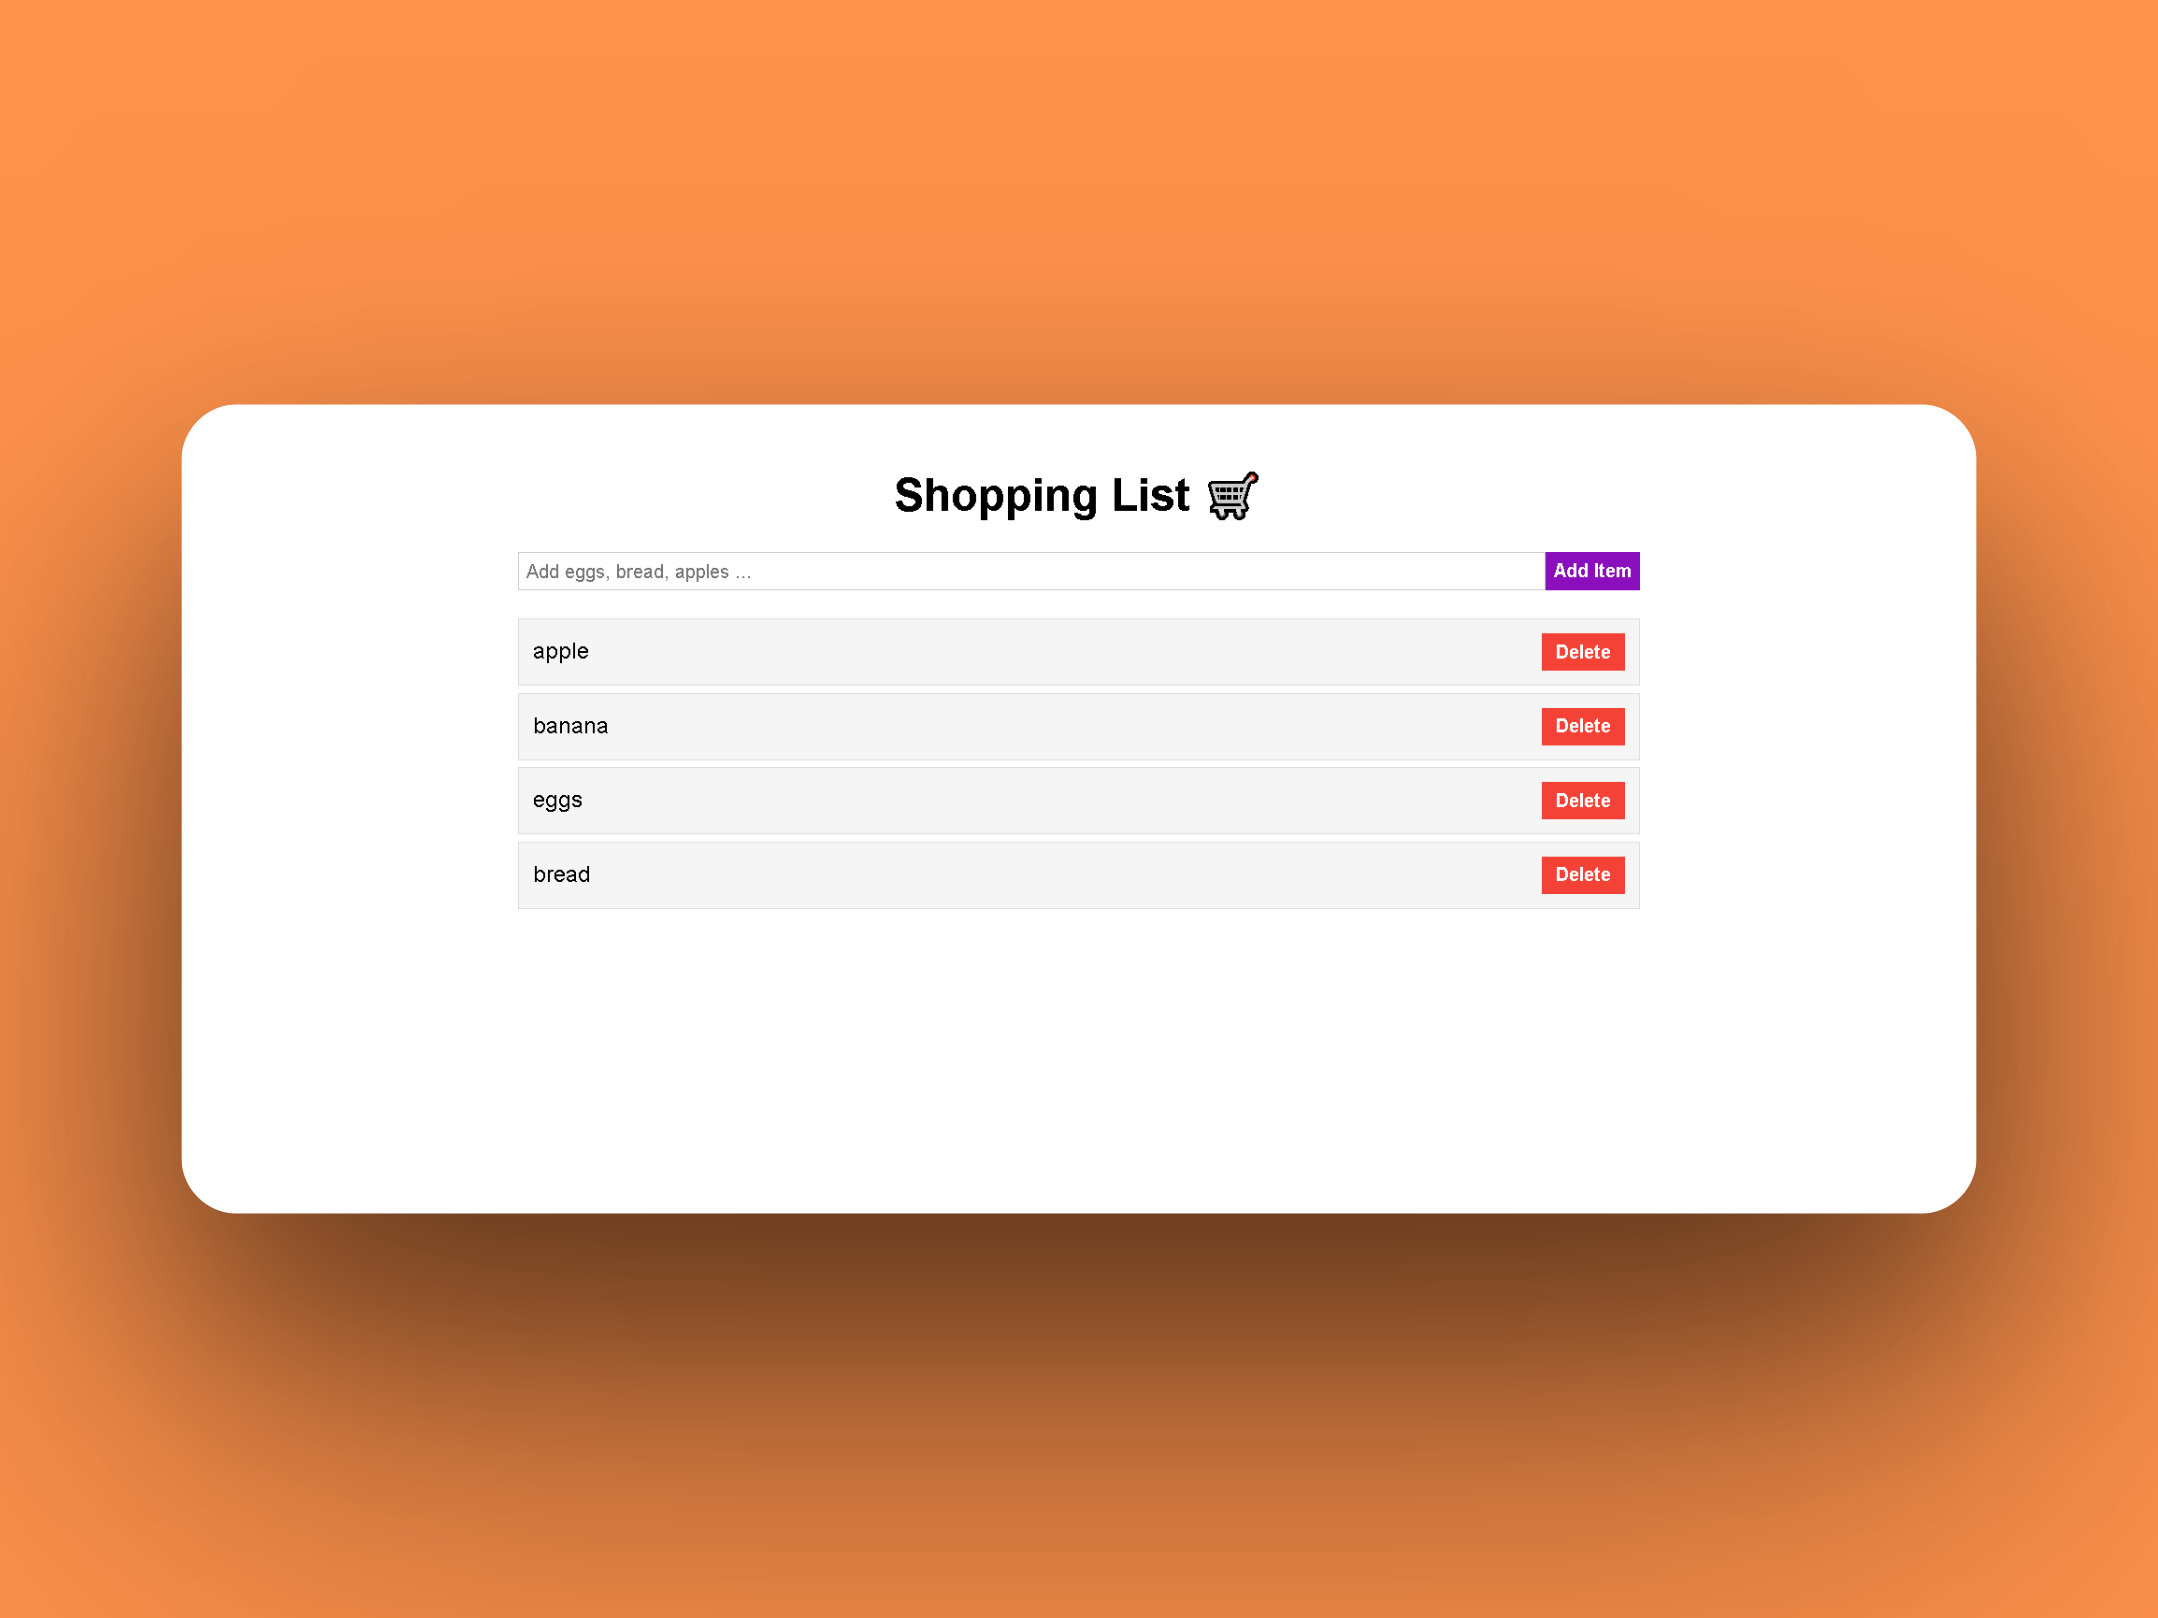 Shopping List 🛒
Add eggs, bread, apples ...
Add Item
apple
Delete
banana
Delete
eggs
Delete
bread
Delete